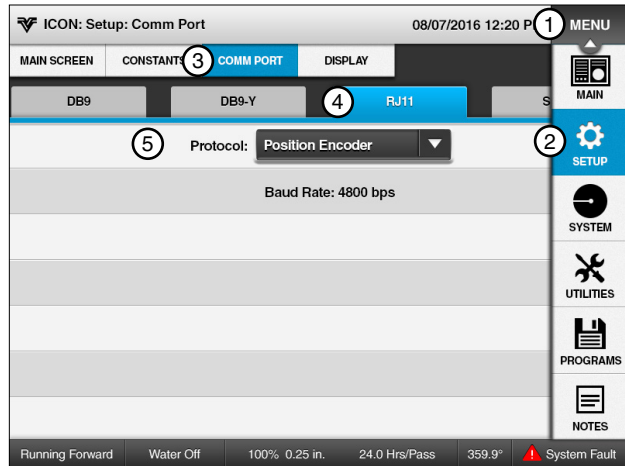 ICON: Setup: Comm Port 08/07/2016 12:20 P 1 MENU
MAIN SCREEN CONSTANTS 3 COMM PORT DISPLAY
MAIN
DB9 DB9-Y 4 RJ11 S
5 Protocol: Position Encoder
2 SETUP
Baud Rate: 4800 bps
SYSTEM
UTILITIES
PROGRAMS
NOTES
Running Forward Water Off 100% 0.25 in. 24.0 Hrs/Pass 359.9° System Fault